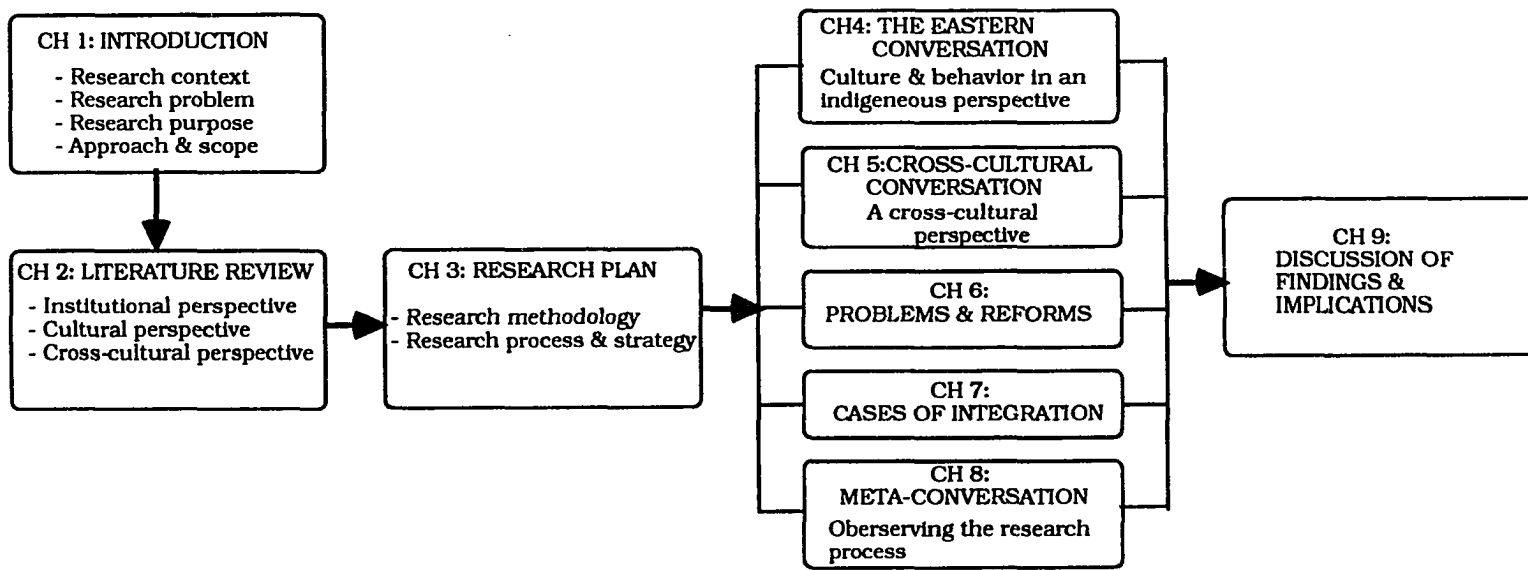 CH 1: INTRODUCTION
- Research context
- Research problem
- Research purpose
- Approach & scope
CH 2: LITERATURE REVIEW
- Institutional perspective
- Cultural perspective
- Cross-cultural perspective
CH 3: RESEARCH PLAN
- Research methodology
- Research process & strategy
CH4: THE EASTERN
CONVERSATION
Culture & behavior in an
indigeneous perspective
CH 5:CROSS-CULTURAL
CONVERSATION
A cross-cultural
perspective
CH 6:
PROBLEMS & REFORMS
CH 7:
CASES OF INTEGRATION
CH 8:
META-CONVERSATION
Oberserving the research
process
CH 9:
DISCUSSION OF
FINDINGS &
IMPLICATIONS